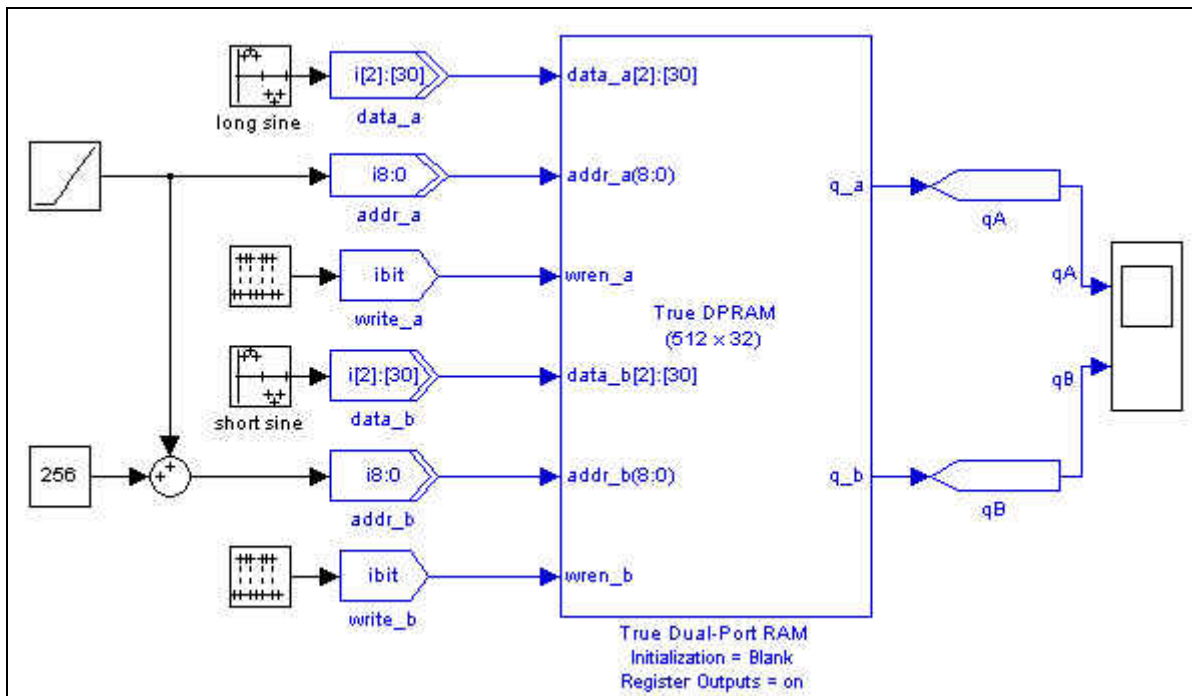 i[2]:[30]
data_a[2]:[30]
long sine
data_a
i8:0
addr_a(8:0)
q_a
addr_a
qA
ibit
wren_a
qA
write_a
True DPRAM
(512 x 32)
i[2]:[30]
data_b[2]:[30]
qB
short sine
data_b
256
i8:0
addr_b(8:0)
q_b
addr_b
qB
ibit
wren_b
write_b
True Dual-Port RAM
Initialization = Blank
Register Outputs = on